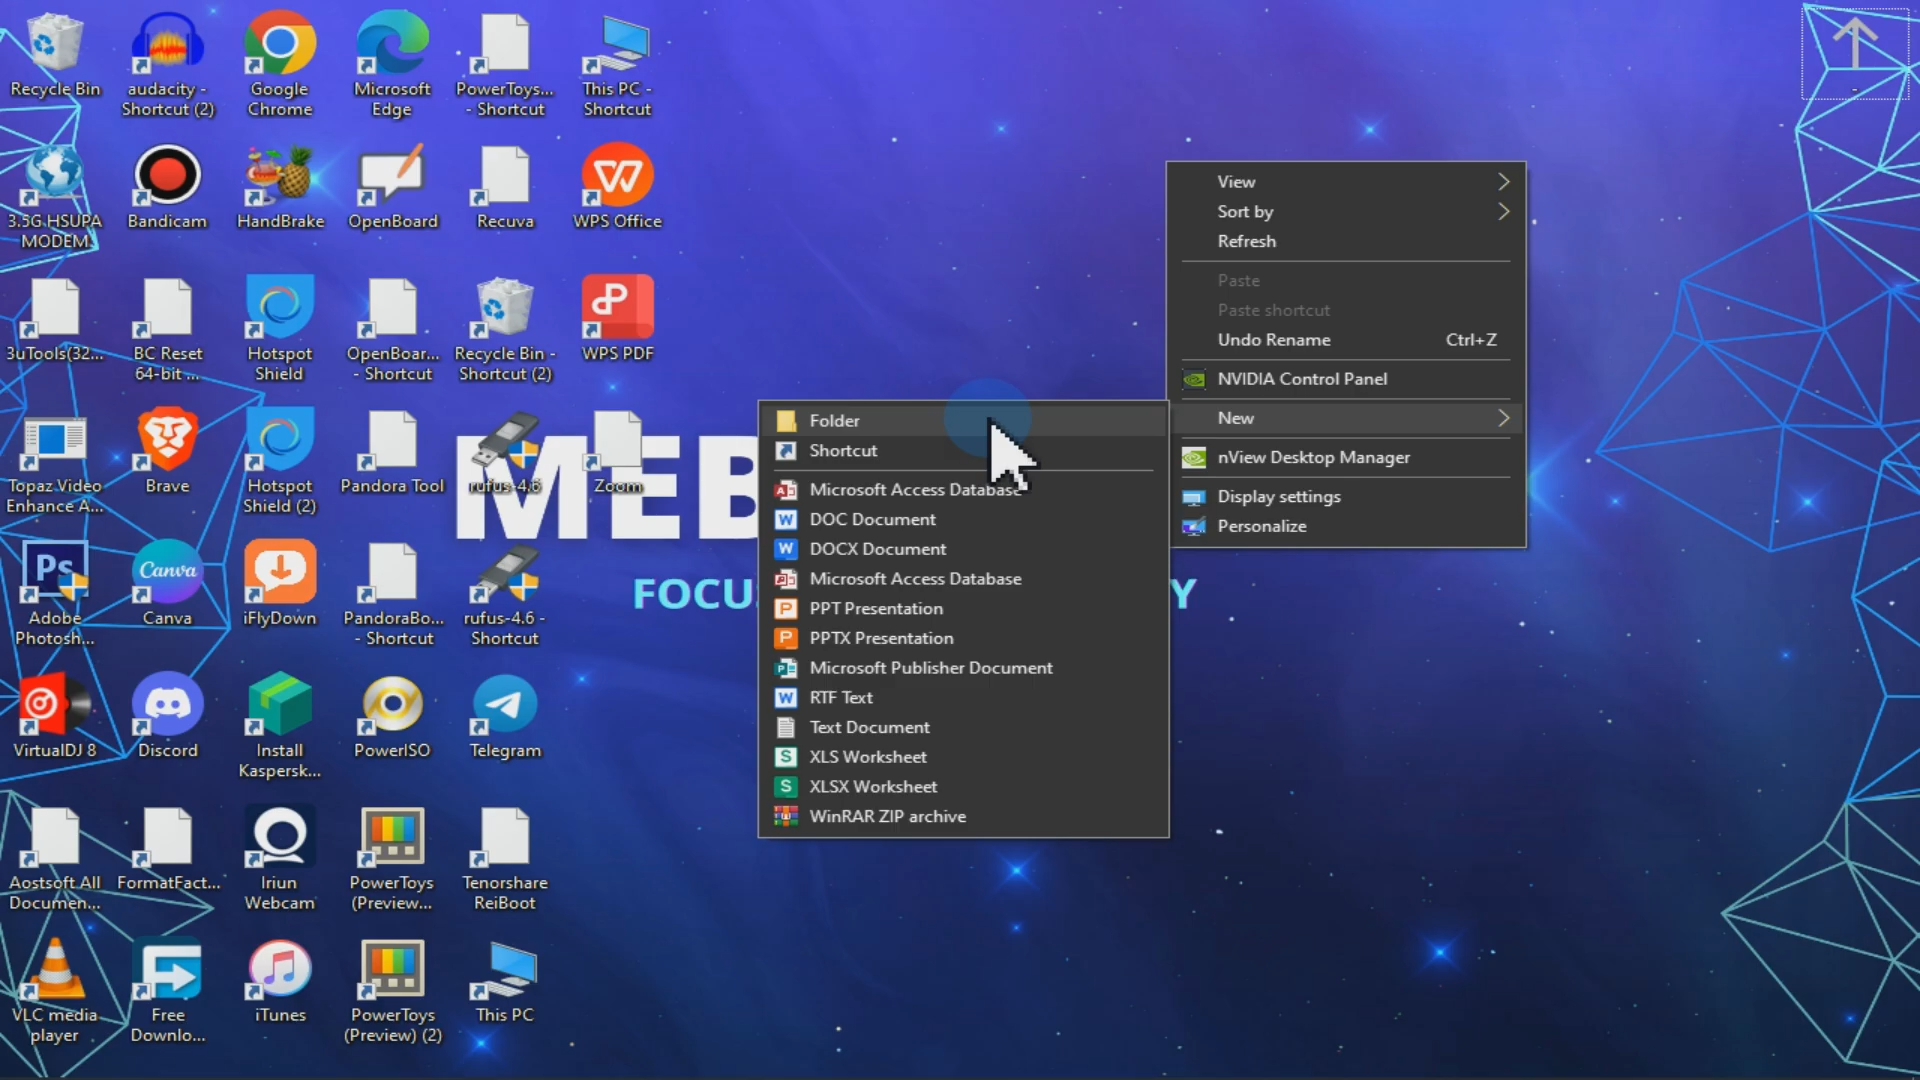 Recycle Bin
audacity -
Shortcut (2)
Google
Chrome
Microsoft
Edge
PowerToys...
- Shortcut
This PC -
Shortcut
3.5G HSUPA
MODEM
Bandicam
HandBrake
OpenBoard
Recuva
WPS Office
3uTools(32...
BC Reset
64-bit ...
Hotspot
Shield
OpenBoar...
- Shortcut
Recycle Bin -
Shortcut (2)
WPS PDF
Topaz Video
Enhance A...
Brave
Hotspot
Shield (2)
Pandora Tool
rufus-4.6
Zoom
Ps
Adobe
Photosh...
Canva
Canva
iFlyDown
PandoraBo...
- Shortcut
rufus-4.6 -
Shortcut
VirtualDJ 8
Discord
Install
Kaspersk...
PowerISO
Telegram
Aostsoft All
Documen...
FormatFact...
Iriun
Webcam
PowerToys
(Preview...
Tenorshare
ReiBoot
VLC media
player
Free
Downlo...
iTunes
PowerToys
(Preview) (2)
This PC
MEB
FOCU
Y
-
View
Sort by
Refresh
Paste
Paste shortcut
Undo Rename Ctrl+Z
NVIDIA Control Panel
New
nView Desktop Manager
Display settings
Personalize
Folder
Shortcut
Microsoft Access Database
DOC Document
DOCX Document
Microsoft Access Database
PPT Presentation
PPTX Presentation
Microsoft Publisher Document
RTF Text
Text Document
XLS Worksheet
XLSX Worksheet
WinRAR ZIP archive